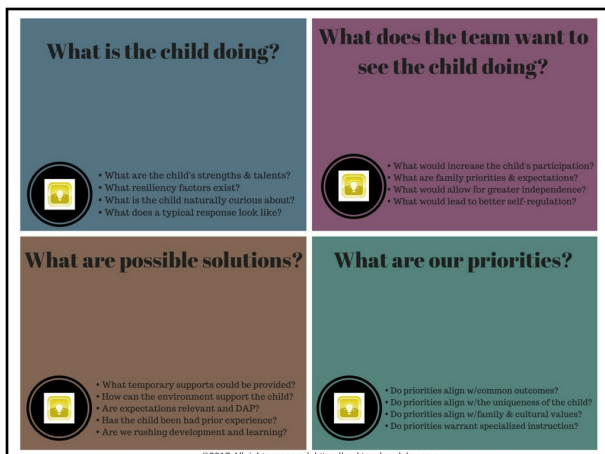 What is the child doing?
• What are the child's strengths & talents?
• What resiliency factors exist?
• What is the child naturally curious about?
• What does a typical response look like?
What does the team want to
see the child doing?
• What would increase the child's participation?
• What are family priorities & expectations?
• What would allow for greater independence?
• What would lead to better self-regulation?
What are possible solutions?
• What temporary supports could be provided?
• How can the environment support the child?
• Are expectations relevant and DAP?
• Has the child been had prior experience?
• Are we rushing development and learning?
What are our priorities?
• Do priorities align w/common outcomes?
• Do priorities align w/the uniqueness of the child?
• Do priorities align w/family & cultural values?
• Do priorities warrant specialized instruction?
©2017 All rights